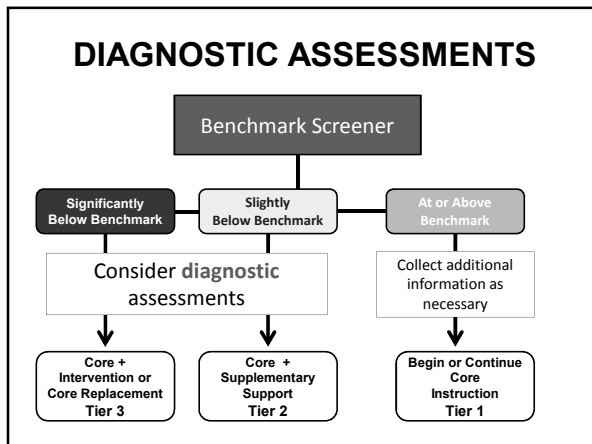 DIAGNOSTIC ASSESSMENTS
Benchmark Screener
Significantly
Below Benchmark
Slightly
Below Benchmark
At or Above
Benchmark
Consider diagnostic
assessments
Collect additional
information as
necessary
Core +
Intervention or
Core Replacement
Tier 3
Core +
Supplementary
Support
Tier 2
Begin or Continue
Core
Instruction
Tier 1